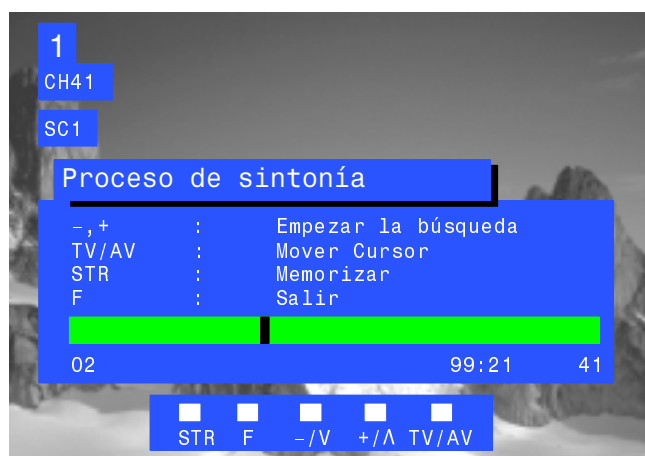 1
CH41
SC1
Proceso de sintonía
-,+ : Empezar la búsqueda
TV/AV : Mover Cursor
STR : Memorizar
F : Salir
02 99:21 41
STR F -/V +/Λ TV/AV